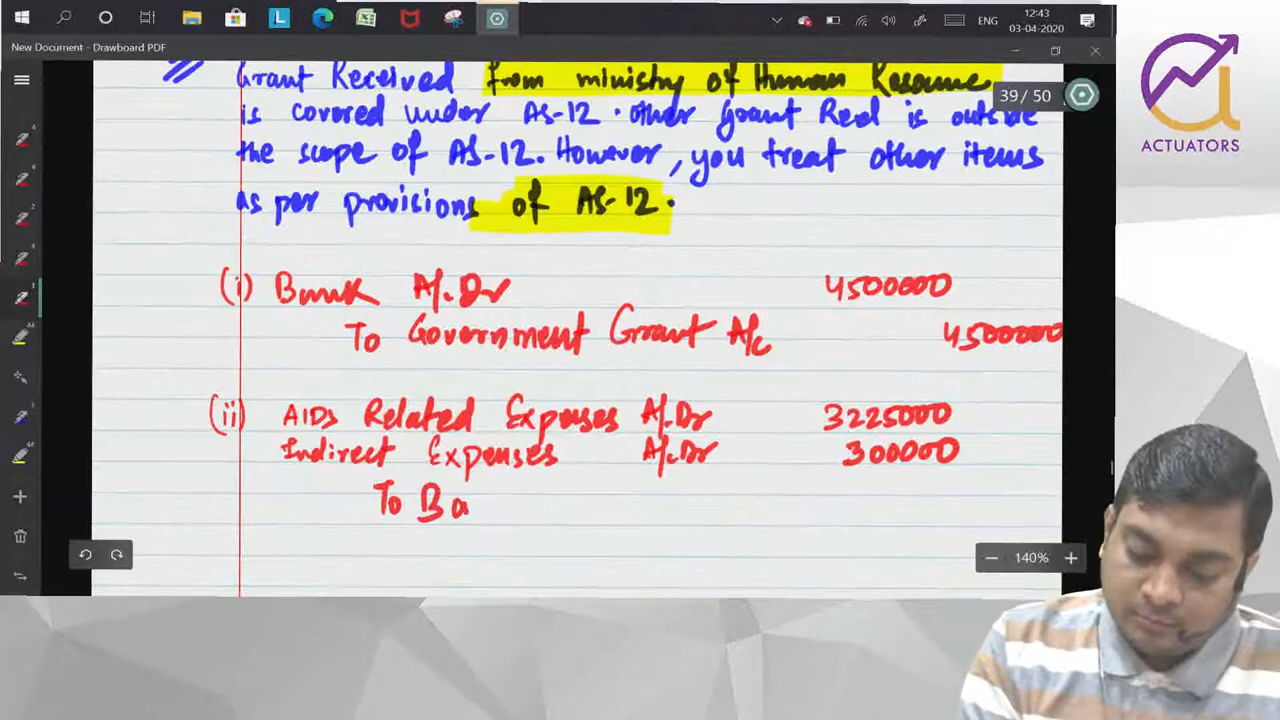 12:43
ENG
03-04-2020
New Document - Drawboard PDF
Grant Received from ministry of Human Resource
39 / 50
is covered under AS-12. other Grant Recd is outside
the scope of AS-12. However, you treat other items
as per provisions of AS-12.
ACTUATORS
(i) Bank A/c Dr 4500000
To Government Grant A/c 4500000
(ii) AIDs Related Expenses A/c Dr 3225000
Indirect Expenses A/c Dr 300000
To Ba
140%